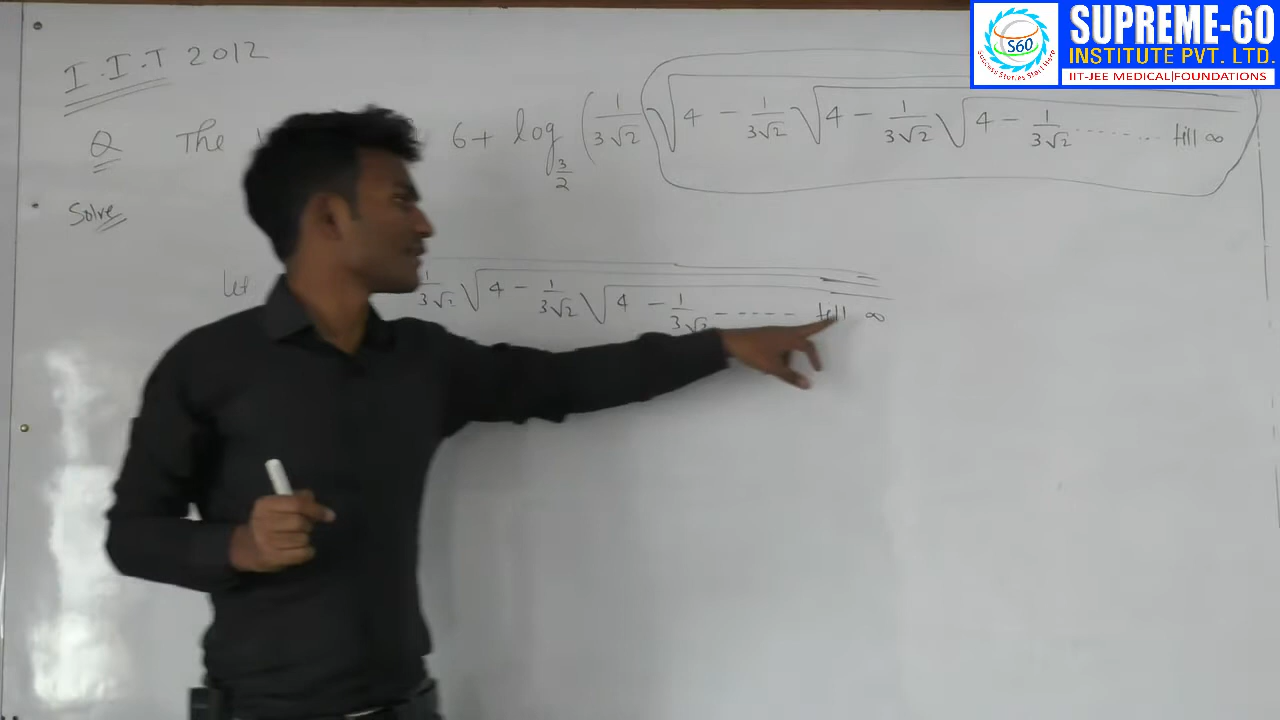 SUPREME-60
INSTITUTE PVT. LTD.
IIT-JEE MEDICAL|FOUNDATIONS
S60
I.I.T 2012
Q The 6 + log_{3/2} ( 1/3√2 √4 - 1/3√2 √4 - 1/3√2 √4 - 1/3√2 ........ till ∞
Solve
let 1/3√2 √4 - 1/3√2 √4 - 1/3√2 ----- till ∞